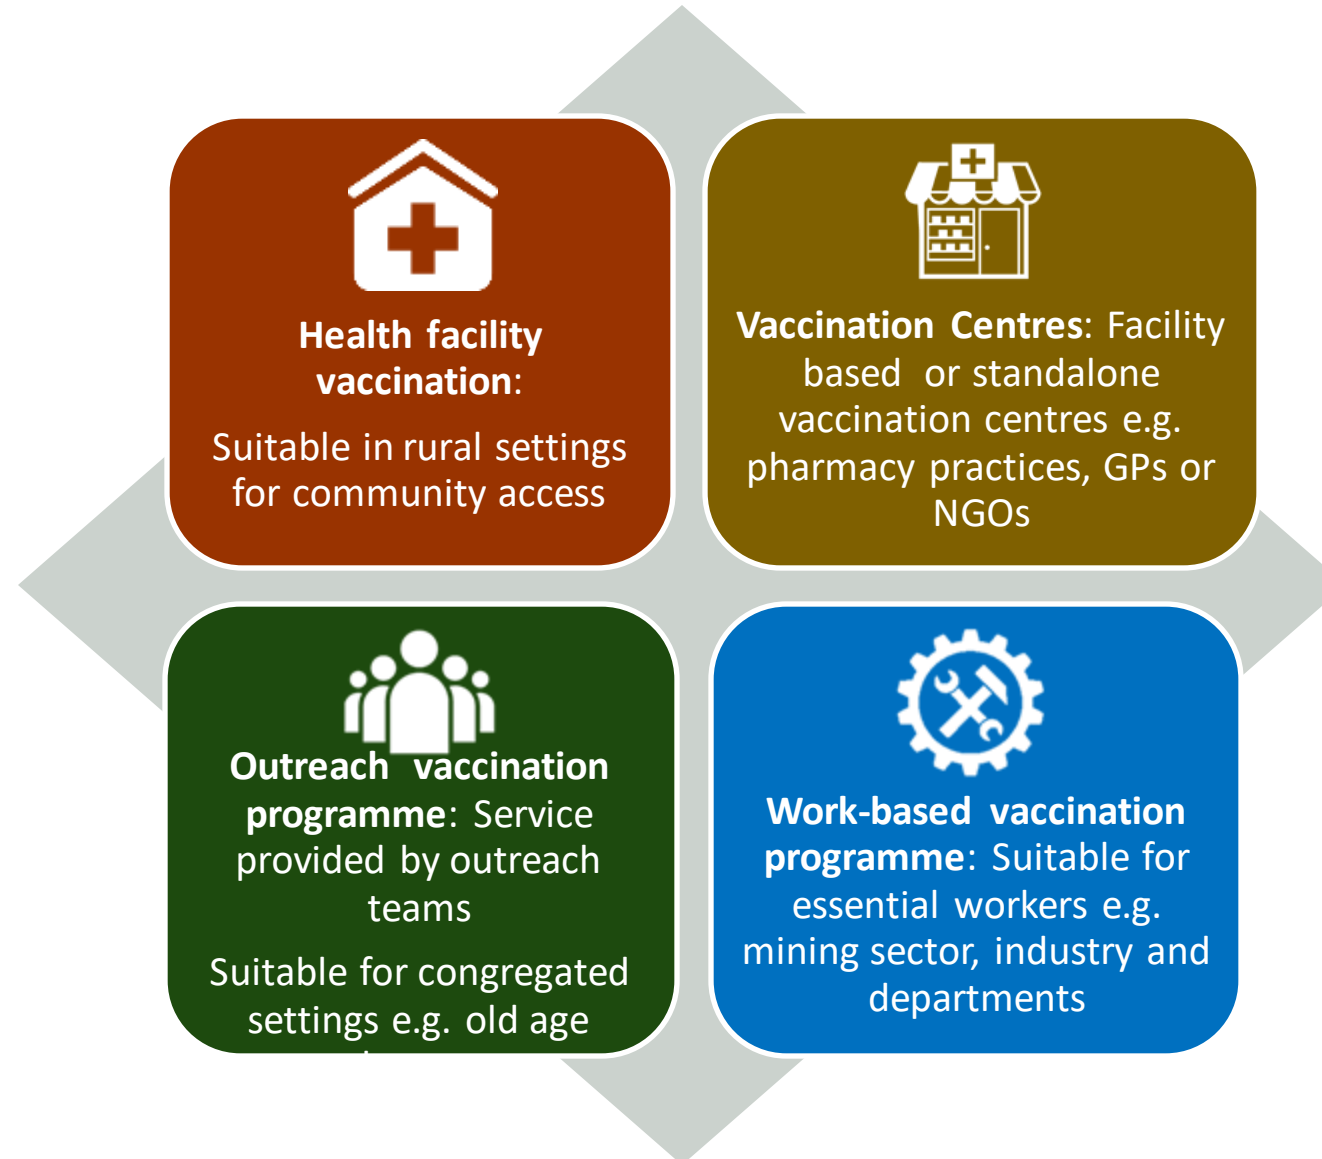 Health facility
vaccination:
Suitable in rural settings
for community access
Vaccination Centres: Facility
based or standalone
vaccination centres e.g.
pharmacy practices, GPs or
NGOs
Outreach vaccination
programme: Service
provided by outreach
teams
Suitable for congregated
settings e.g. old age
Work-based vaccination
programme: Suitable for
essential workers e.g.
mining sector, industry and
departments